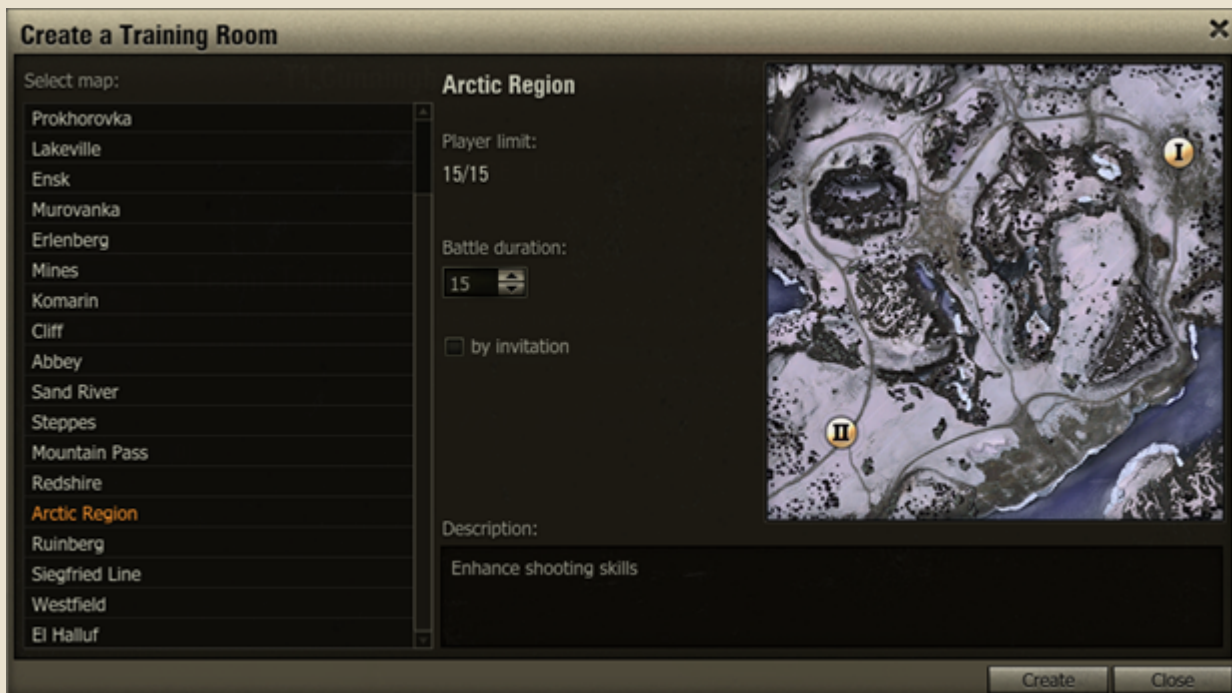 Create a Training Room
Select map:
Prokhorovka
Lakeville
Ensk
Murovanka
Erlenberg
Mines
Komarin
Cliff
Abbey
Sand River
Steppes
Mountain Pass
Redshire
Arctic Region
Ruinberg
Siegfried Line
Westfield
El Halluf
Arctic Region
Player limit:
15/15
Battle duration:
15
by invitation
I
II
Description:
Enhance shooting skills
Create
Close